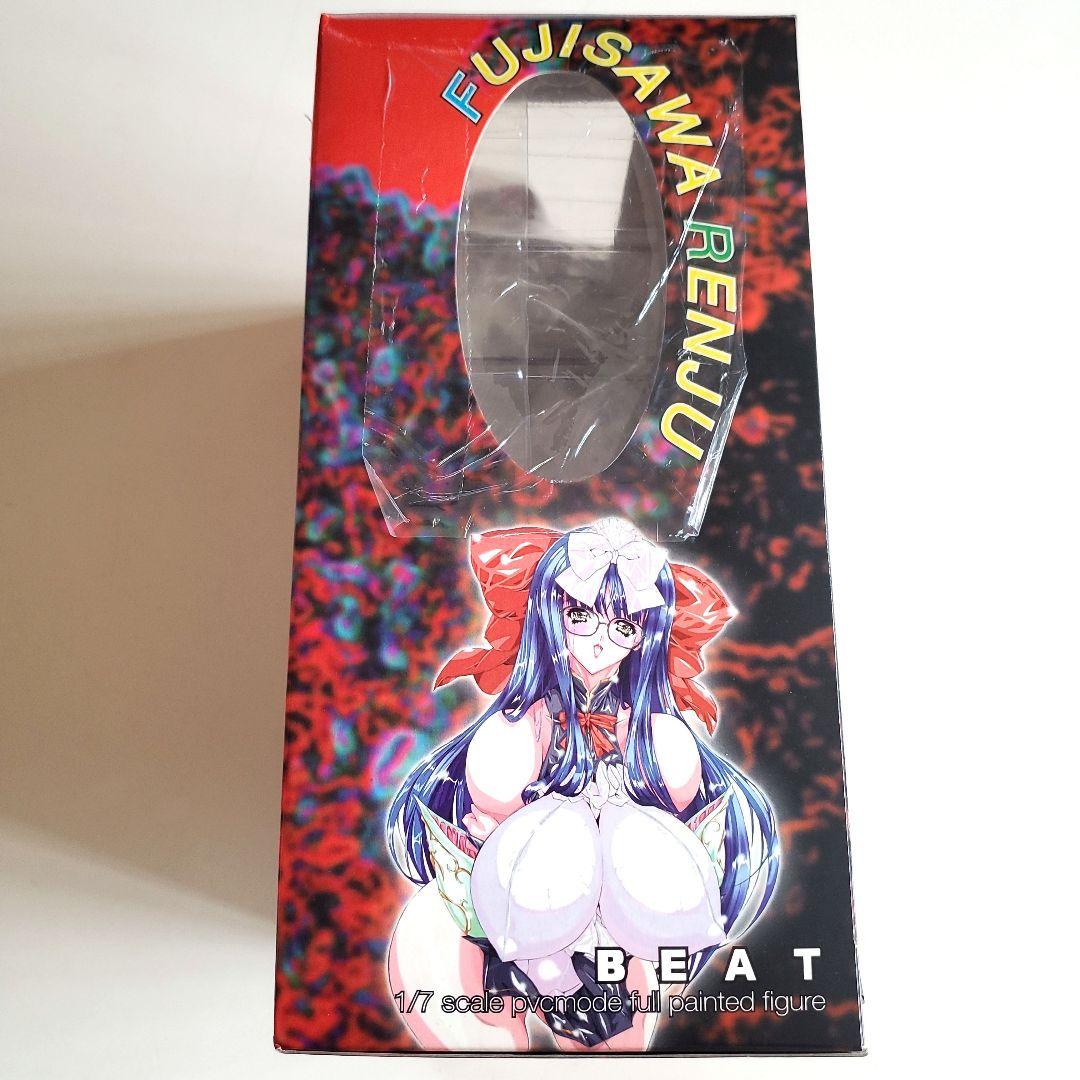 FUJISAWA RENJU
BEAT
1/7 scale pvcmode full painted figure